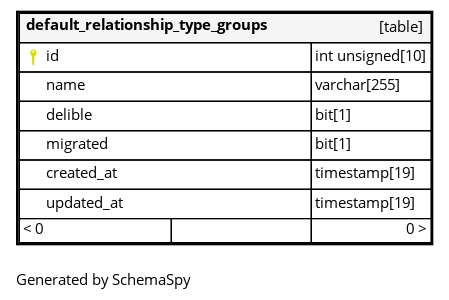 default_relationship_type_groups [table]
id int unsigned[10]
name varchar[255]
delible bit[1]
migrated bit[1]
created_at timestamp[19]
updated_at timestamp[19]
< 0 0 >
Generated by SchemaSpy